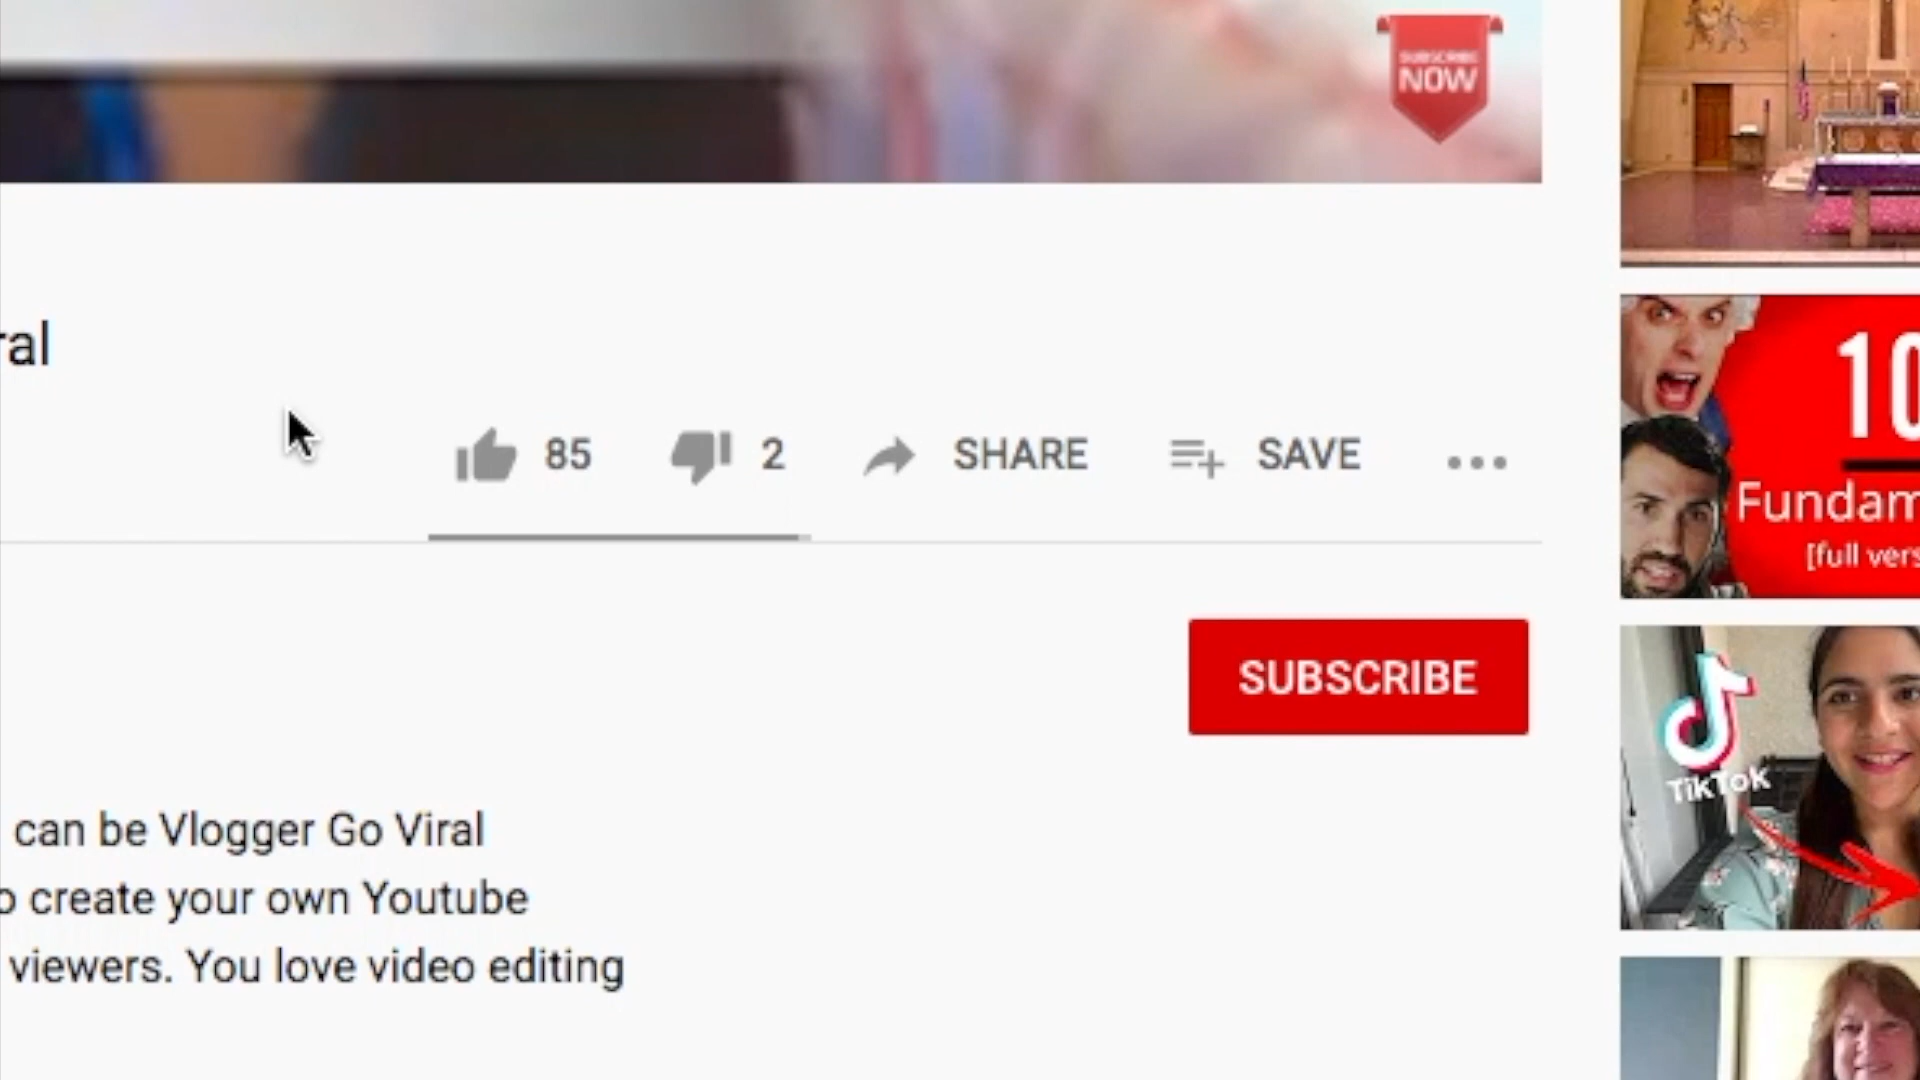 SUBSCRIBE
NOW
ral
85
2
SHARE
SAVE
SUBSCRIBE
can be Vlogger Go Viral
o create your own Youtube
viewers. You love video editing
10
Fundam
[full vers
TikTok